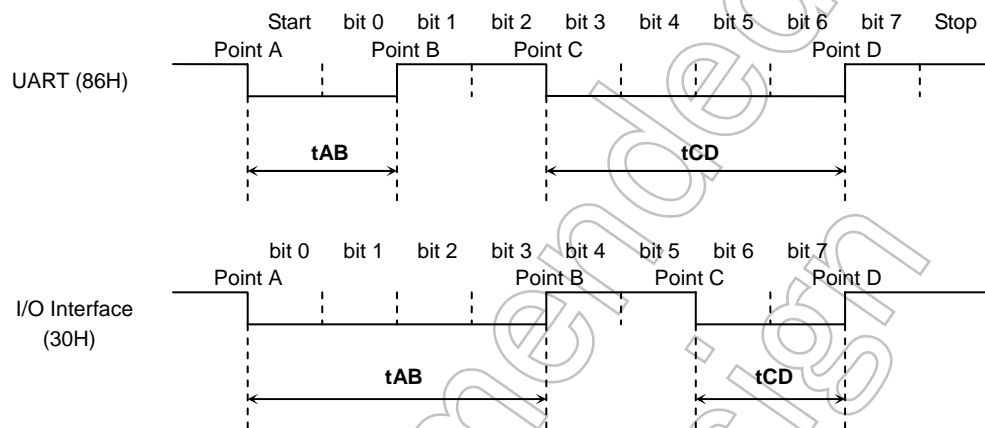 Start bit 0 bit 1 bit 2 bit 3 bit 4 bit 5 bit 6 bit 7 Stop
Point A Point B Point C Point D
UART (86H)
tAB tCD
bit 0 bit 1 bit 2 bit 3 bit 4 bit 5 bit 6 bit 7
Point A Point B Point C Point D
I/O Interface
(30H)
tAB tCD